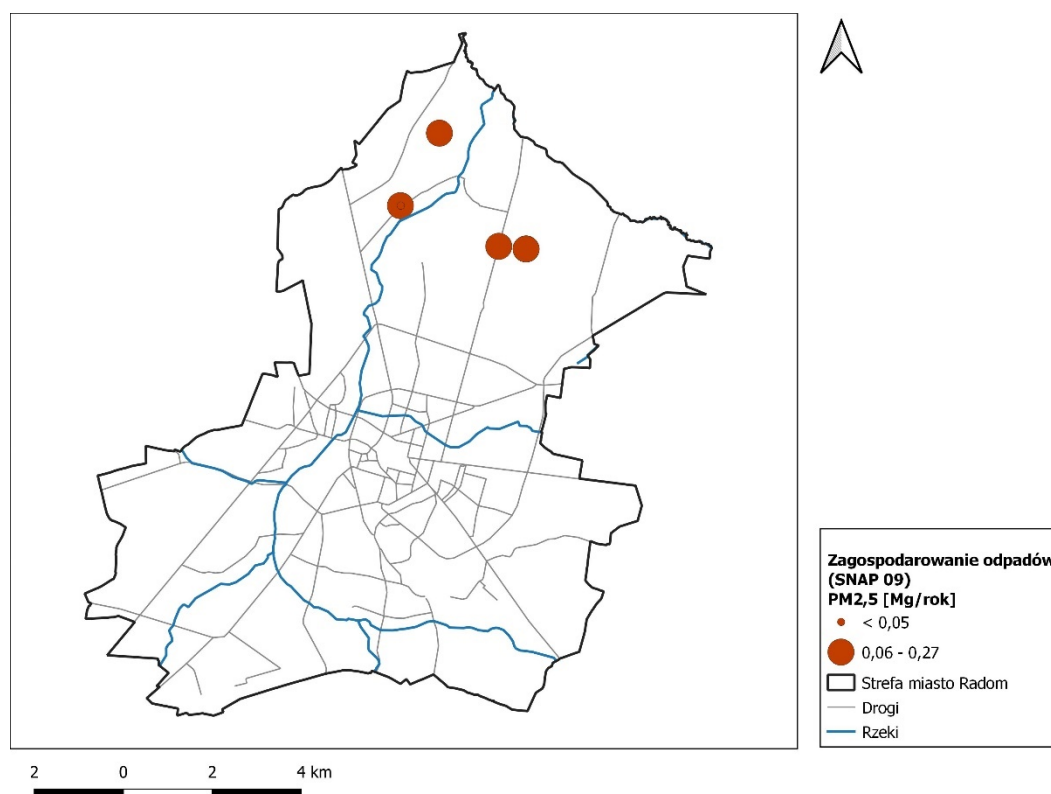 Zagospodarowanie odpadów
(SNAP 09)
PM2,5 [Mg/rok]
< 0,05
0,06 - 0,27
Strefa miasto Radom
Drogi
Rzeki
2 0 2 4 km